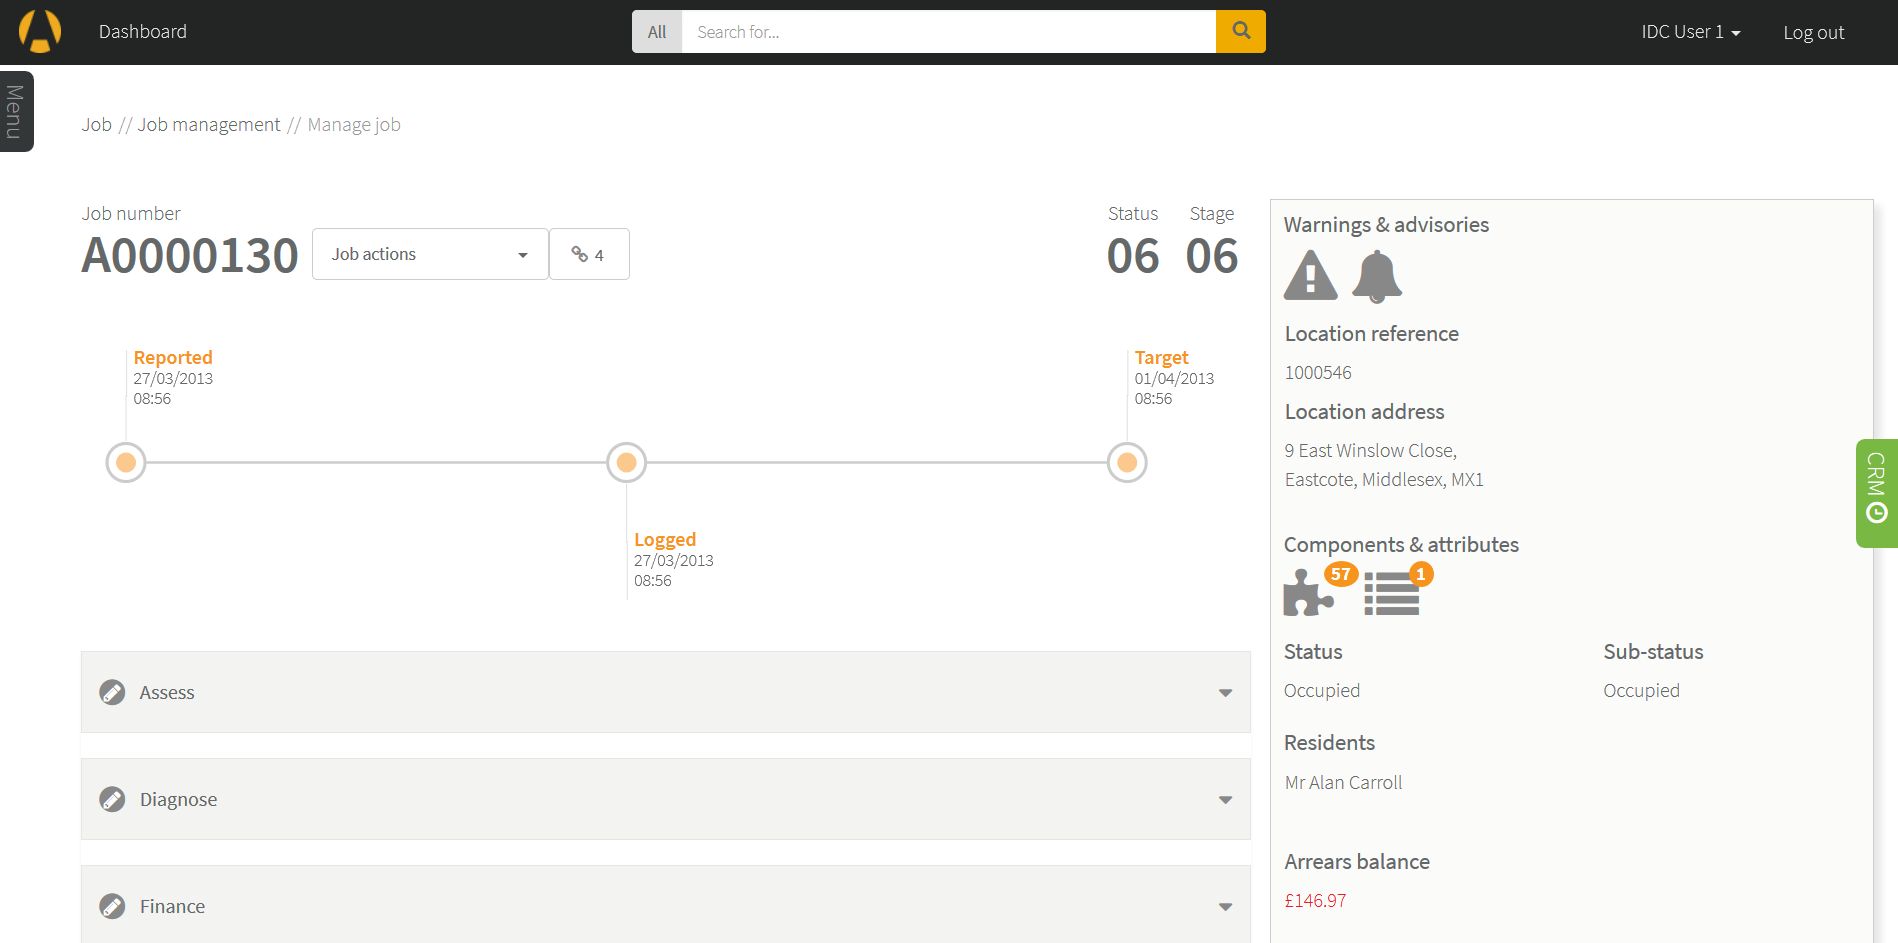 Dashboard
All
Search for...
IDC User 1
Log out
Menu
Job // Job management // Manage job
Job number
A0000130
Job actions
4
Status
Stage
06
06
Reported
27/03/2013
08:56
Target
01/04/2013
08:56
Logged
27/03/2013
08:56
Assess
Diagnose
Finance
Warnings & advisories
Location reference
1000546
Location address
9 East Winslow Close,
Eastcote, Middlesex, MX1
Components & attributes
57
1
Status
Sub-status
Occupied
Occupied
Residents
Mr Alan Carroll
Arrears balance
£146.97
CRM